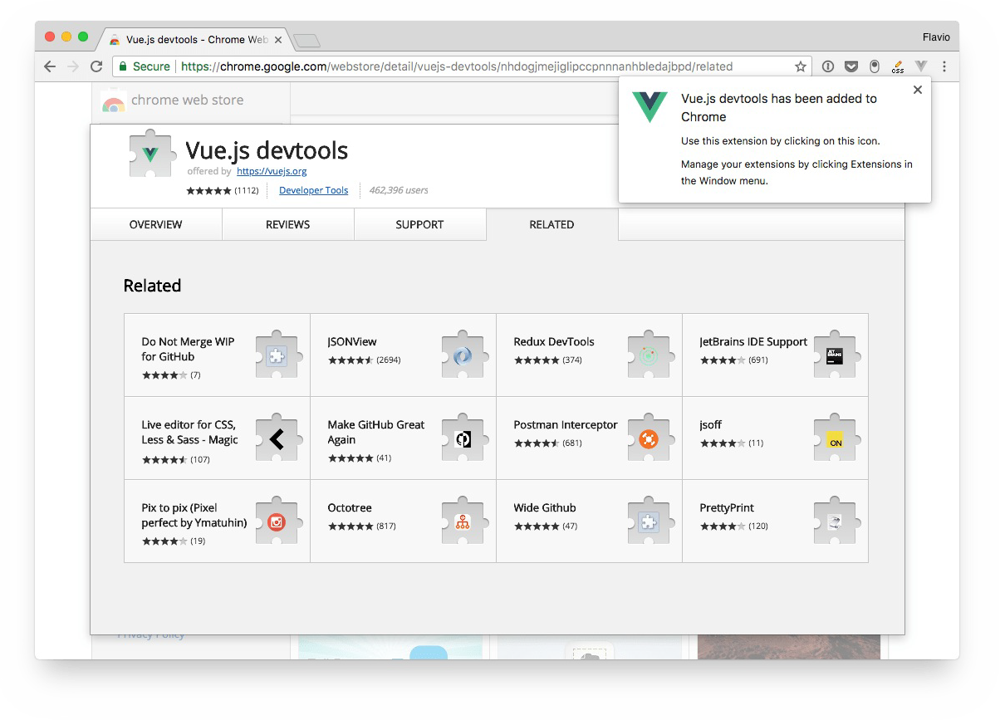 Vue.js devtools - Chrome Web
Flavio
Secure https://chrome.google.com/webstore/detail/vuejs-devtools/nhdogjmejiglipccpnnnanhbledajbpd/related
css
chrome web store
Vue.js devtools has been added to
Chrome
Use this extension by clicking on this icon.
Manage your extensions by clicking Extensions in
the Window menu.
Vue.js devtools
offered by https://vuejs.org
(1112) Developer Tools 462,396 users
OVERVIEW REVIEWS SUPPORT RELATED
Related
Do Not Merge WIP
for GitHub
(7)
JSONView
(2694)
Redux DevTools
(374)
JetBrains IDE Support
(691)
JET
BRAINS
Live editor for CSS,
Less & Sass - Magic
(107)
Make GitHub Great
Again
(41)
Postman Interceptor
(681)
jsoff
(11)
ON
Pix to pix (Pixel
perfect by Ymatuhin)
(19)
Octotree
(817)
Wide Github
(47)
PrettyPrint
(120)
Privacy Policy